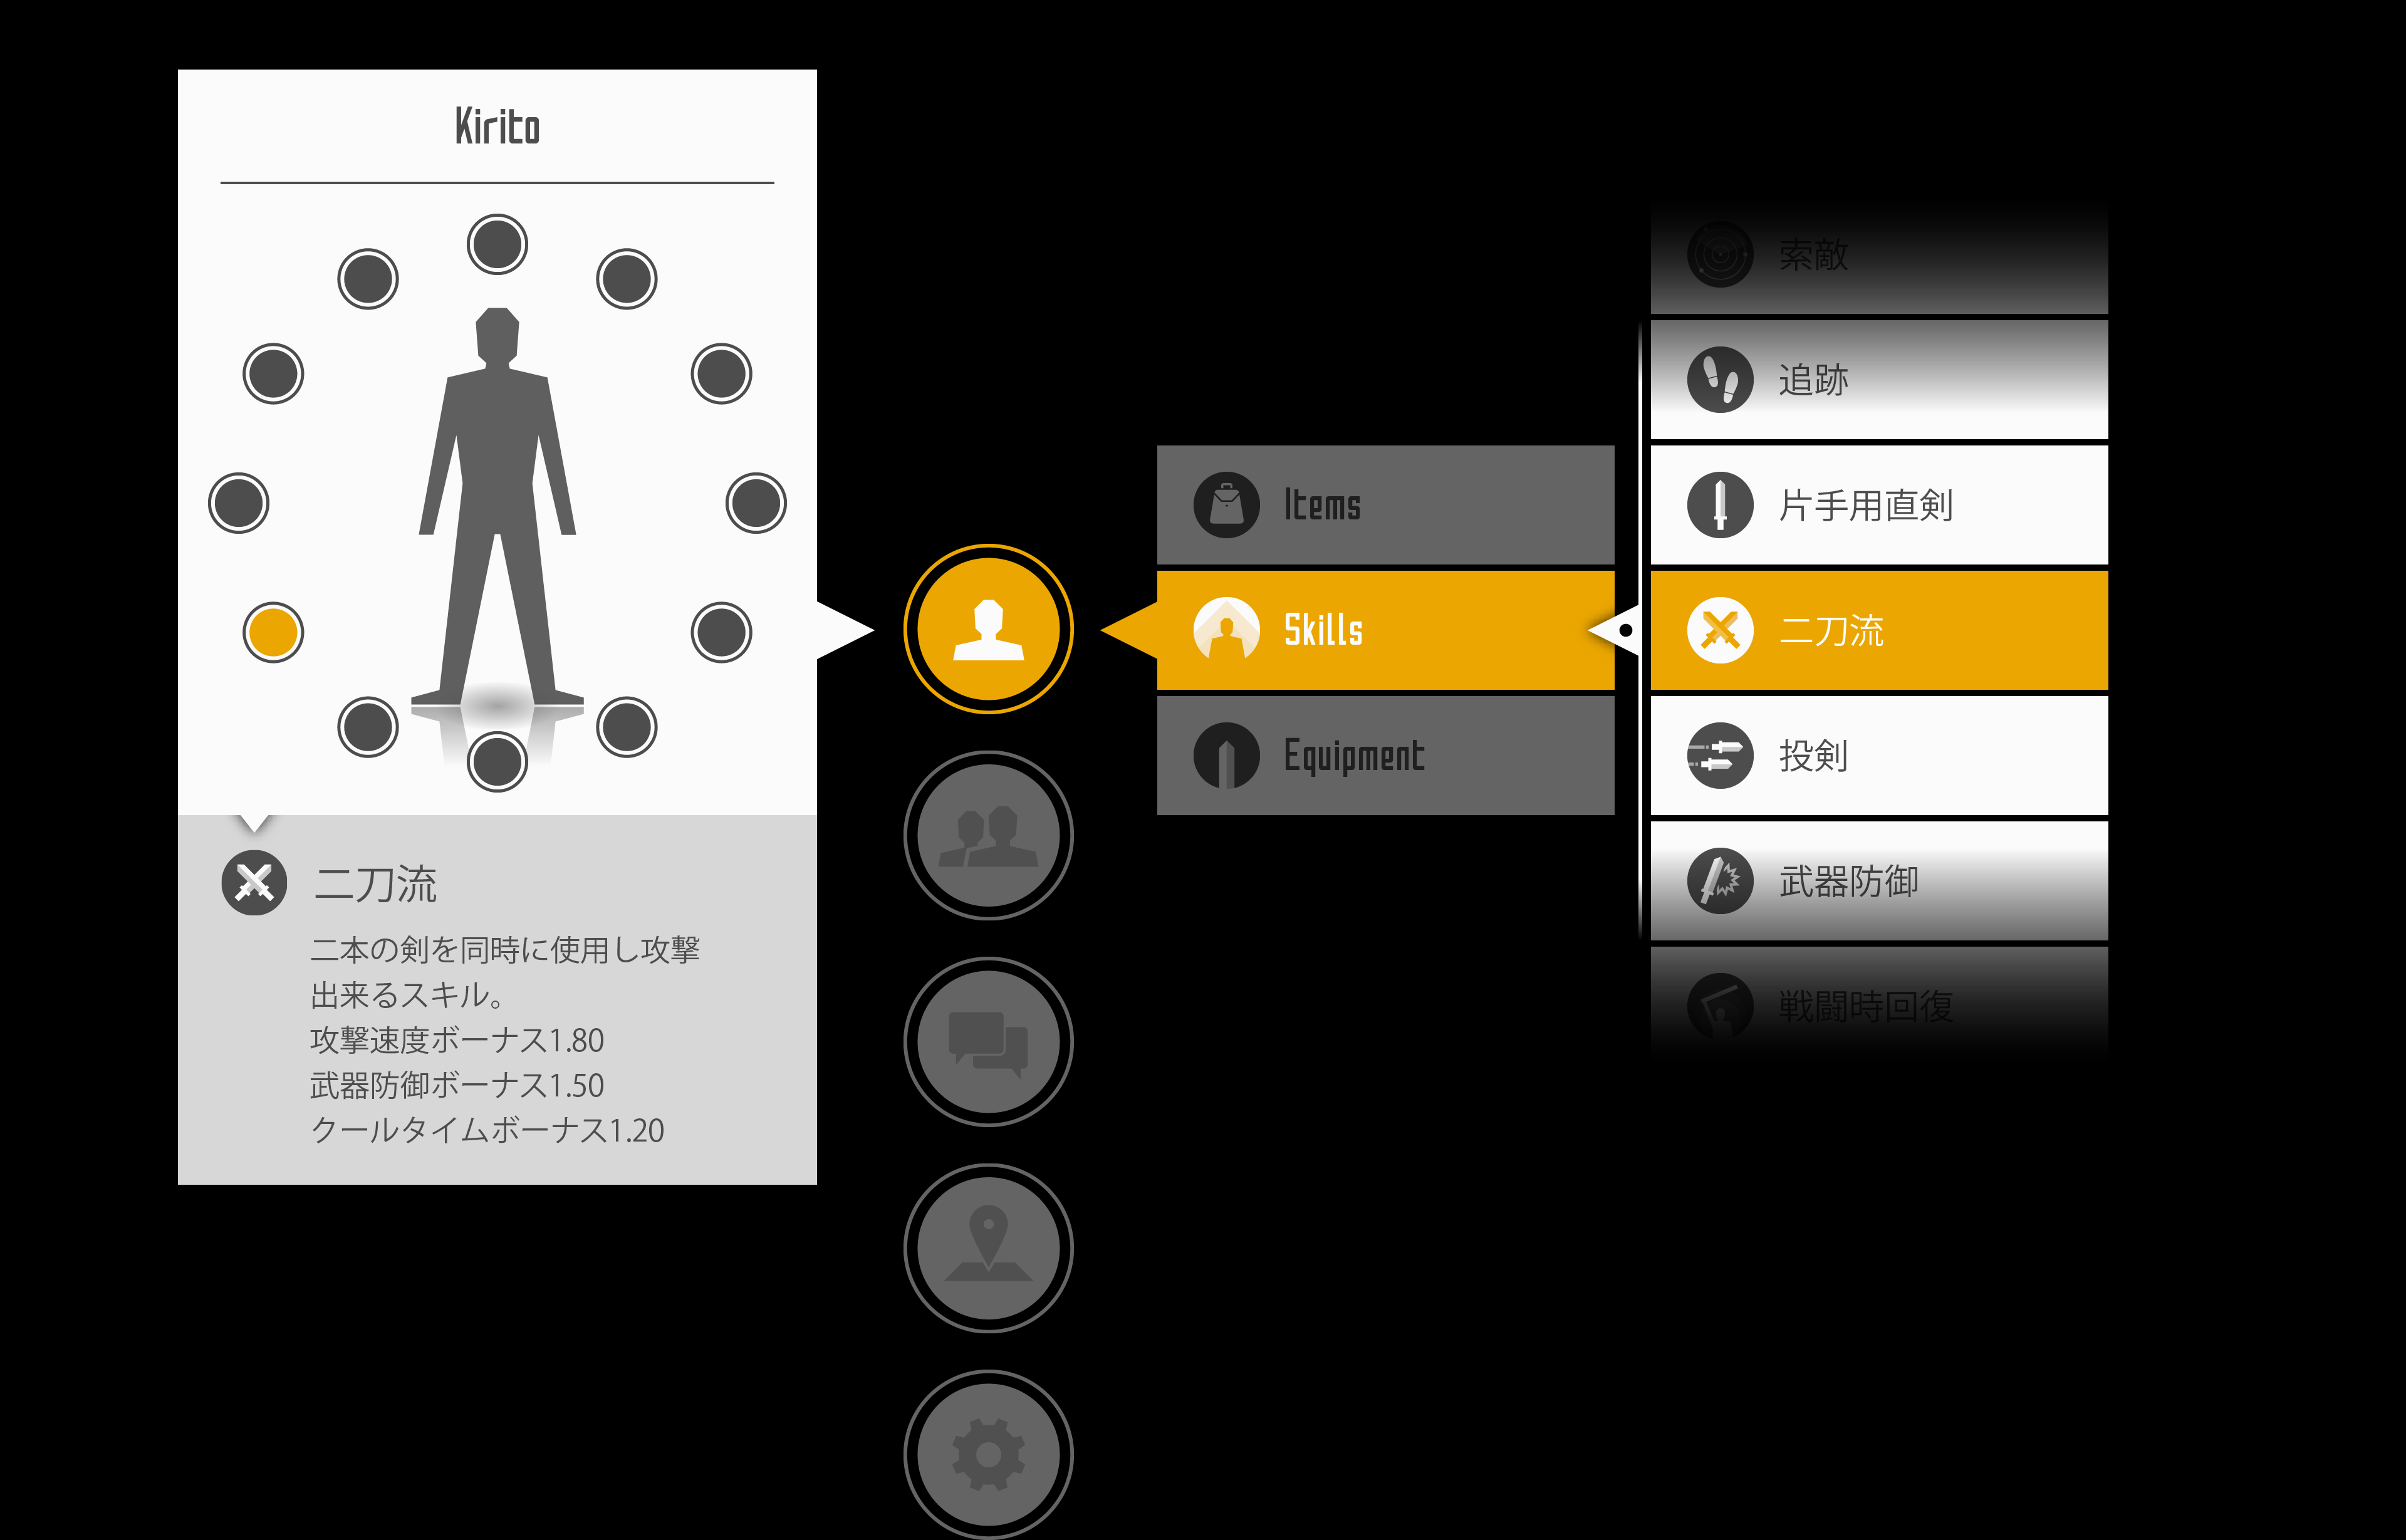 Kirito
二刀流
二本の剣を同時に使用し攻撃
出来るスキル。
攻撃速度ボーナス1.80
武器防御ボーナス1.50
クールタイムボーナス1.20
Items
Skills
Equipment
索敵
追跡
片手用直剣
二刀流
投剣
武器防御
戦闘時回復